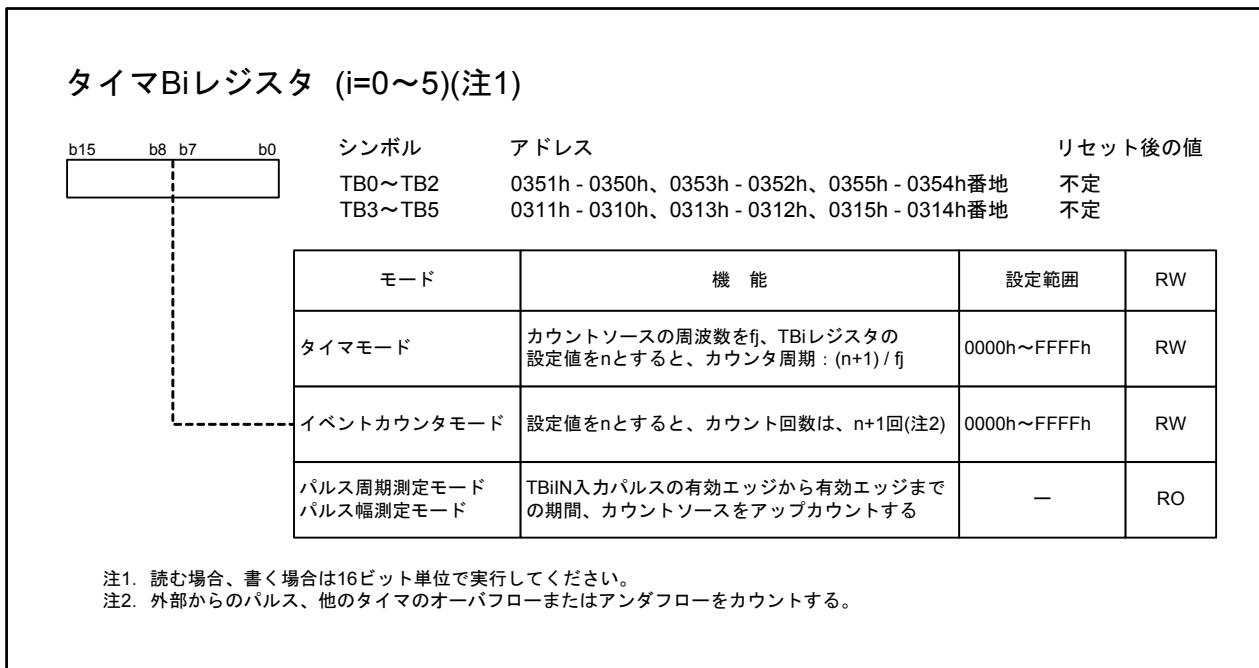 タイマBiレジスタ (i=0～5)(注1)
b15 b8 b7 b0
シンボル アドレス リセット後の値
TB0～TB2 0351h - 0350h、0353h - 0352h、0355h - 0354h番地 不定
TB3～TB5 0311h - 0310h、0313h - 0312h、0315h - 0314h番地 不定
モード 機 能 設定範囲 RW
タイマモード カウントソースの周波数をfj、TBiレジスタの
設定値をnとすると、カウンタ周期：(n+1) / fj 0000h～FFFFh RW
イベントカウンタモード 設定値をnとすると、カウント回数は、n+1回(注2) 0000h～FFFFh RW
パルス周期測定モード TBiIN入力パルスの有効エッジから有効エッジまで
パルス幅測定モード の期間、カウントソースをアップカウントする ー RO
注1. 読む場合、書く場合は16ビット単位で実行してください。
注2. 外部からのパルス、他のタイマのオーバフローまたはアンダフローをカウントする。